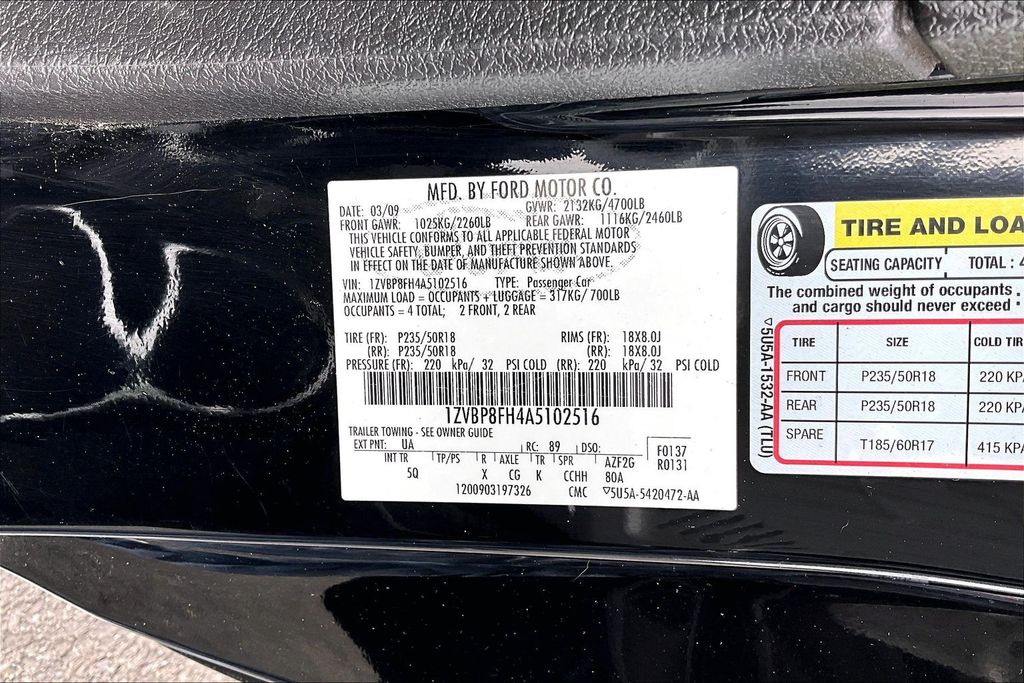 MFD. BY FORD MOTOR CO.
DATE: 03/09 GVWR: 2132KG/4700LB
FRONT GAWR: 1025KG/2260LB REAR GAWR: 1116KG/2460LB
THIS VEHICLE CONFORMS TO ALL APPLICABLE FEDERAL MOTOR
VEHICLE SAFETY, BUMPER, AND THEFT PREVENTION STANDARDS
IN EFFECT ON THE DATE OF MANUFACTURE SHOWN ABOVE.
VIN: 1ZVBP8FH4A5102516 TYPE: Passenger Car
MAXIMUM LOAD = OCCUPANTS + LUGGAGE = 317KG/ 700LB
OCCUPANTS = 4 TOTAL; 2 FRONT, 2 REAR
TIRE (FR): P235/50R18 RIMS (FR): 18X8.0J
(RR): P235/50R18 (RR): 18X8.0J
PRESSURE (FR): 220 kPa/ 32 PSI COLD (RR): 220 kPa/ 32 PSI COLD
1ZVBP8FH4A5102516
TRAILER TOWING - SEE OWNER GUIDE
EXT PNT: UA RC: 89 DSO: F0137
R0131
INT TR TP/PS R AXLE TR SPR AZF2G
5Q X CG K CCHH 80A
1200903197326 CMC ▽5U5A-5420472-AA
TIRE AND LOA
SEATING CAPACITY TOTAL : 4
The combined weight of occupants
and cargo should never exceed
TIRE SIZE COLD TIR
FRONT P235/50R18 220 KPA
REAR P235/50R18 220 KPA
SPARE T185/60R17 415 KPA
▽5U5A-1532-AA (TLU)